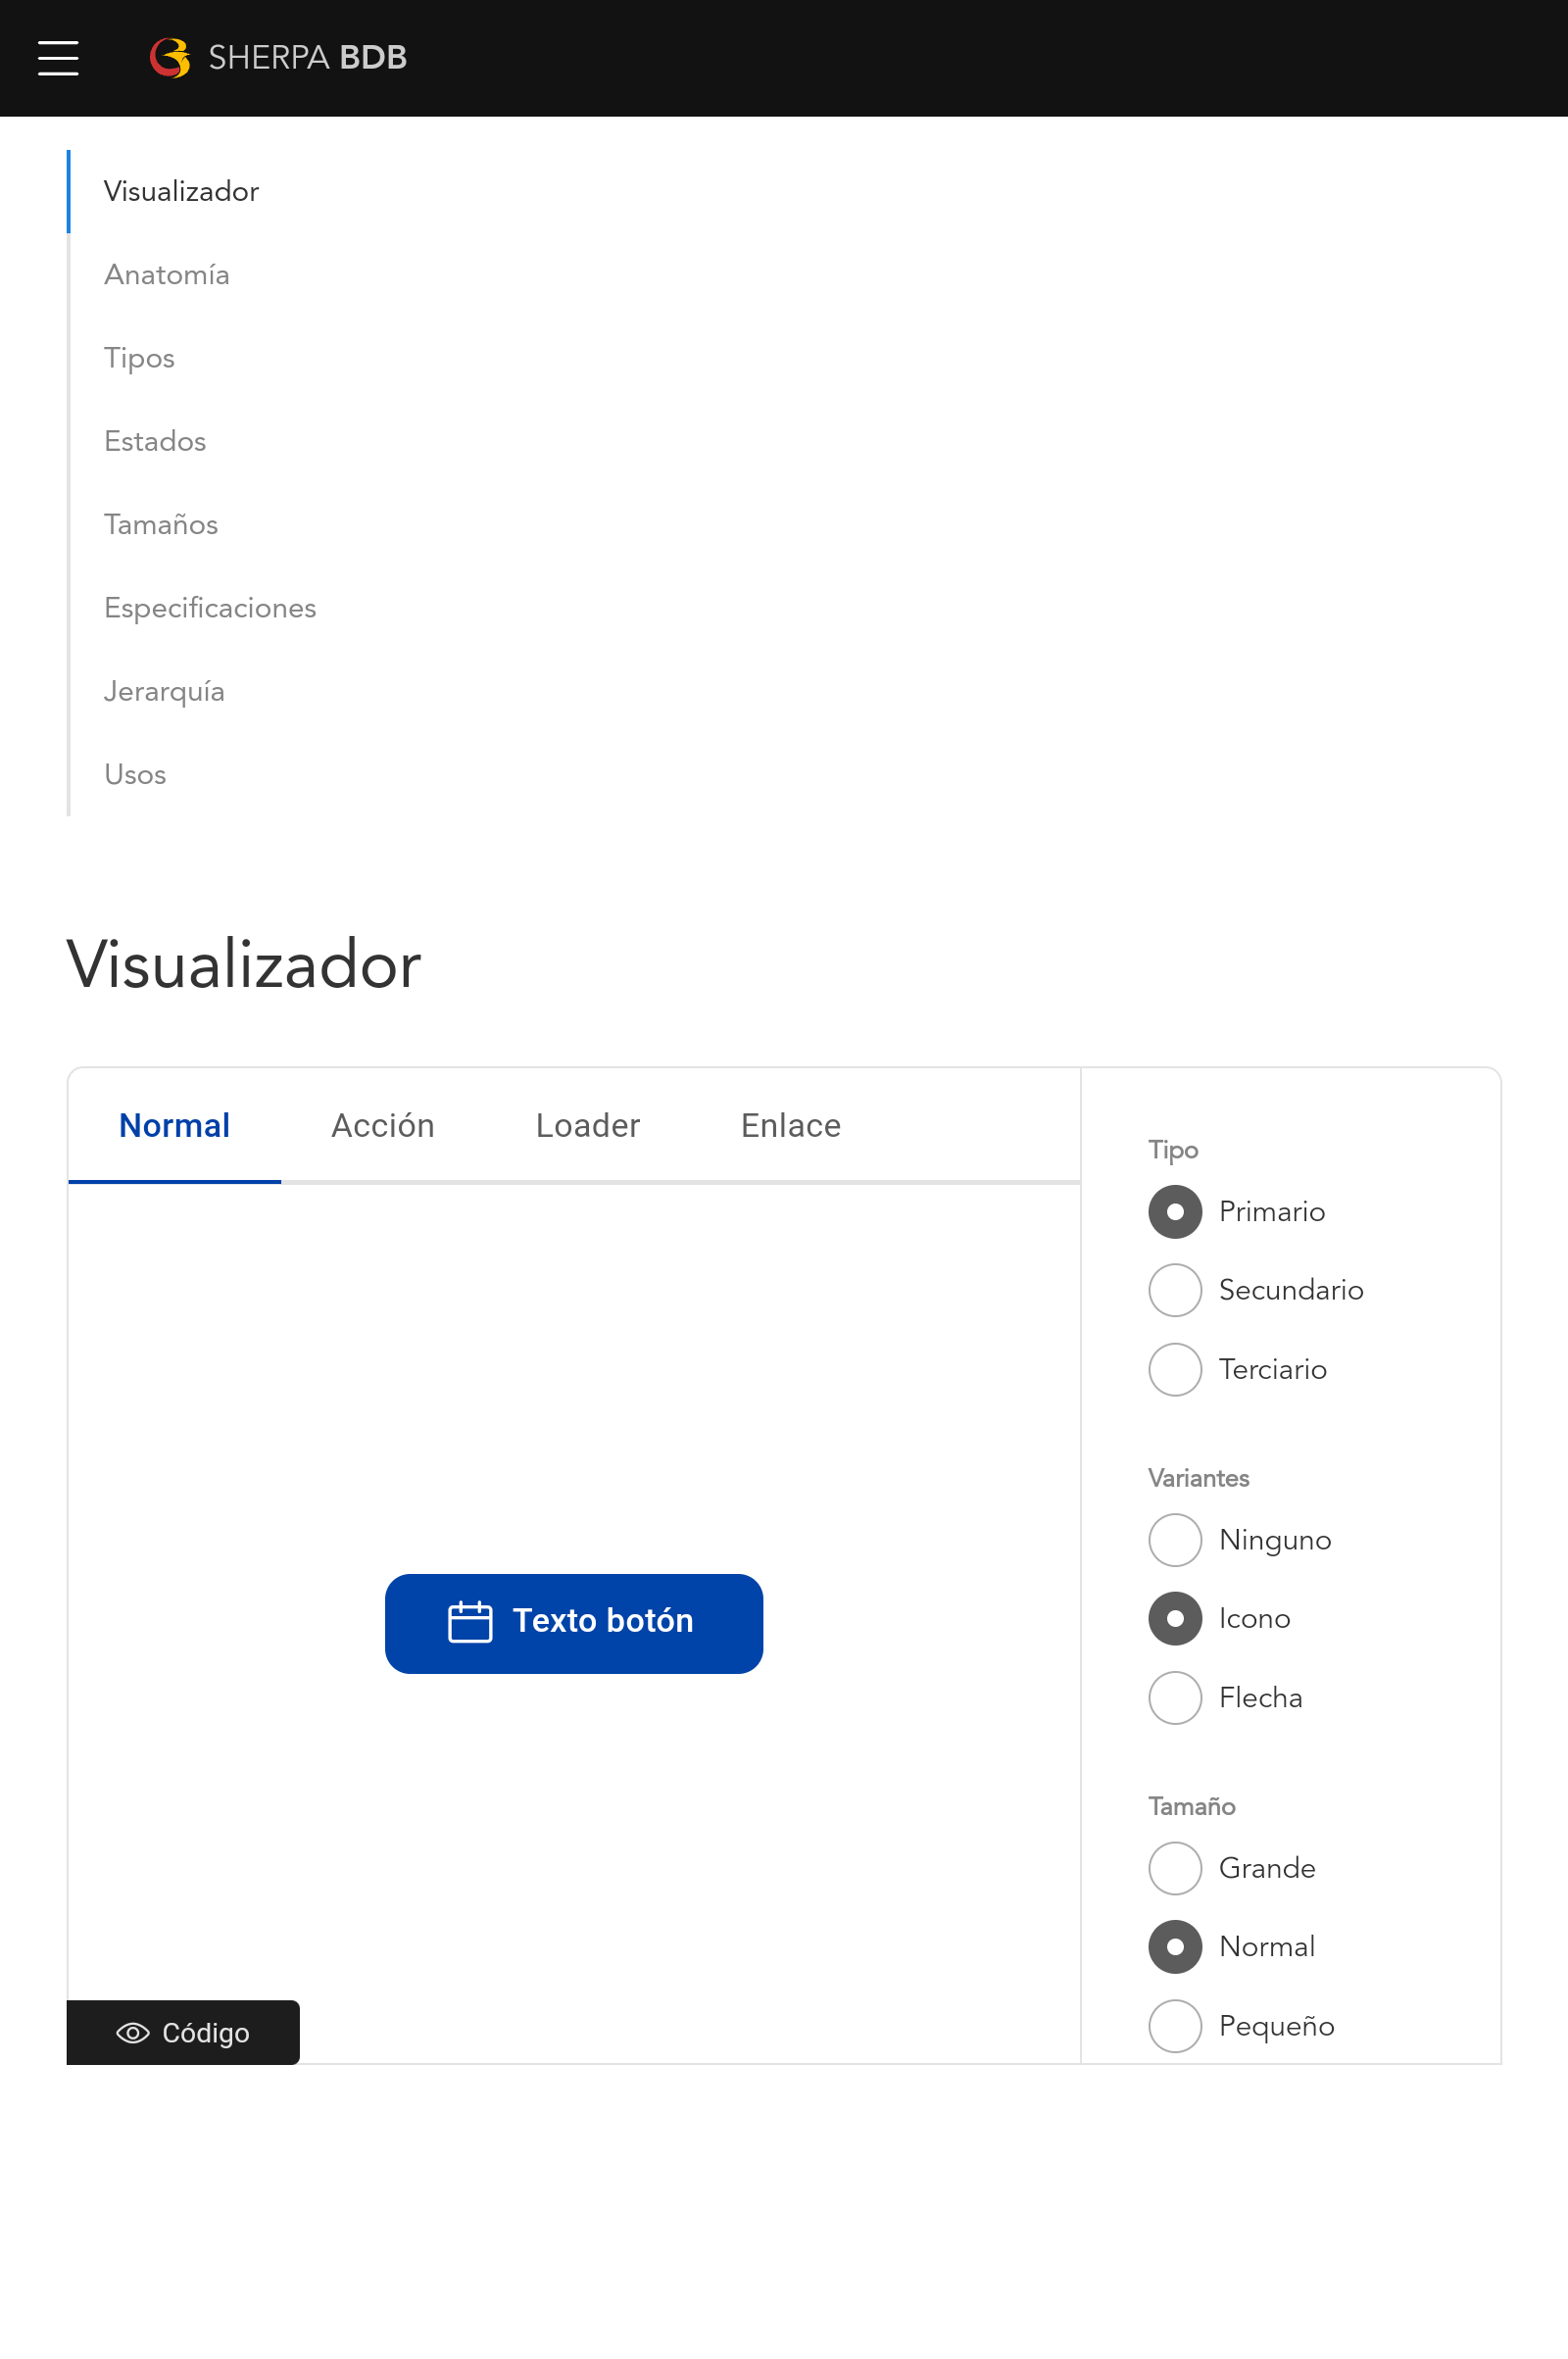 SHERPA BDB
Visualizador
Anatomía
Tipos
Estados
Tamaños
Especificaciones
Jerarquía
Usos
Visualizador
Normal Acción Loader Enlace
Texto botón
Código
Tipo
Primario
Secundario
Terciario
Variantes
Ninguno
Icono
Flecha
Tamaño
Grande
Normal
Pequeño